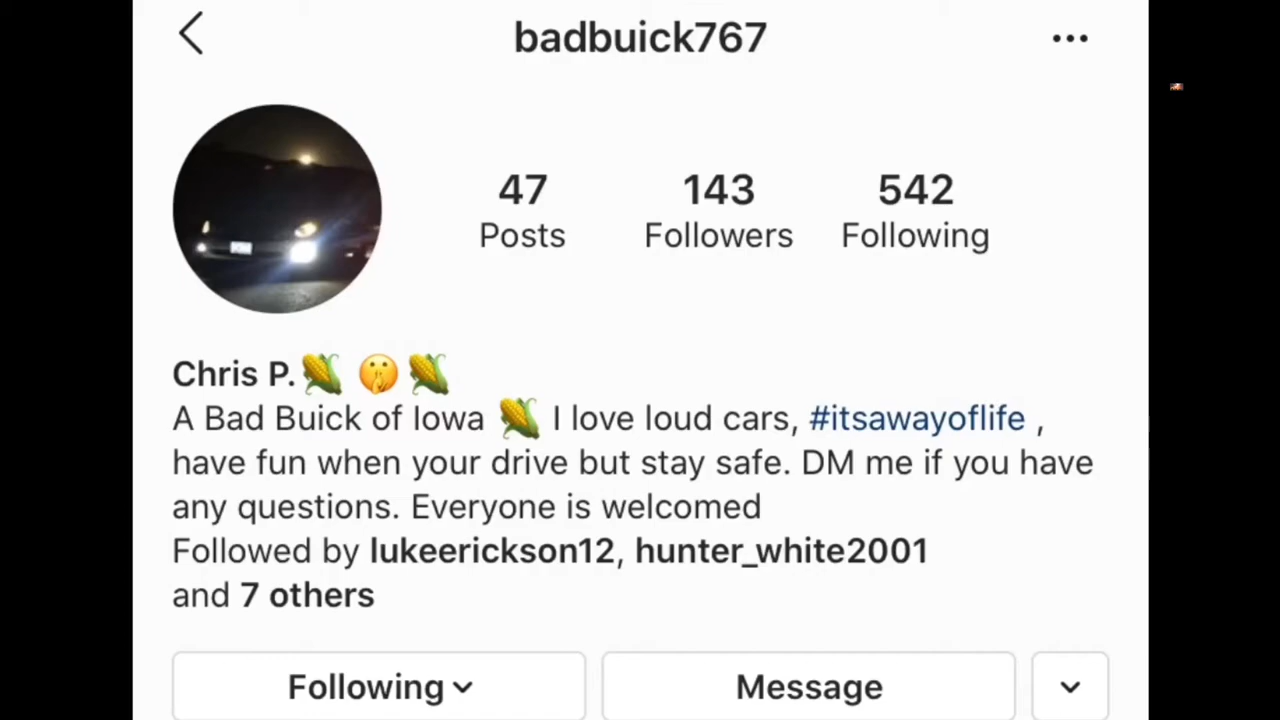 badbuick767
47 143 542
Posts Followers Following
Chris P.🌽 🤫 🌽
A Bad Buick of Iowa 🌽 I love loud cars, #itsawayoflife ,
have fun when your drive but stay safe. DM me if you have
any questions. Everyone is welcomed
Followed by lukeerickson12, hunter_white2001
and 7 others
Following Message